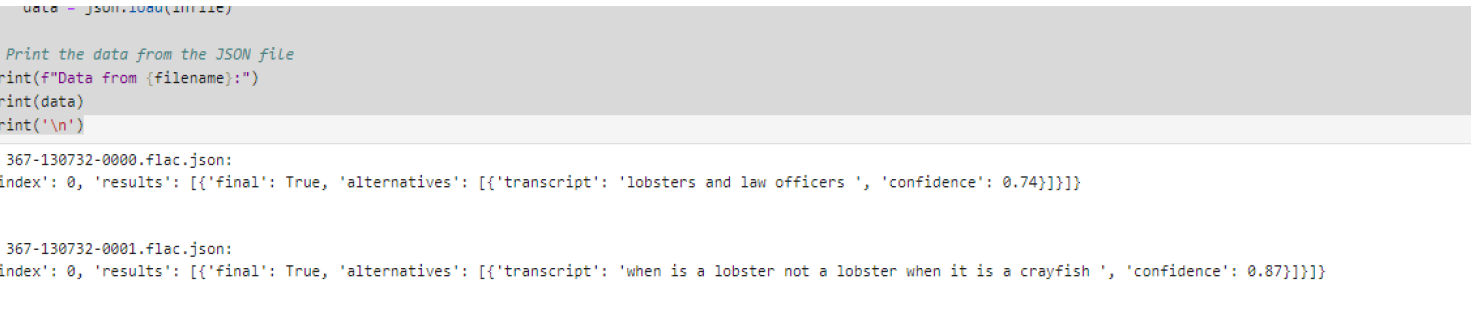 data = json.load(infile)
Print the data from the JSON file
rint(f"Data from {filename}:")
rint(data)
rint('\n')
367-130732-0000.flac.json:
index': 0, 'results': [{'final': True, 'alternatives': [{'transcript': 'lobsters and law officers ', 'confidence': 0.74}]}]}
367-130732-0001.flac.json:
index': 0, 'results': [{'final': True, 'alternatives': [{'transcript': 'when is a lobster not a lobster when it is a crayfish ', 'confidence': 0.87}]}]}